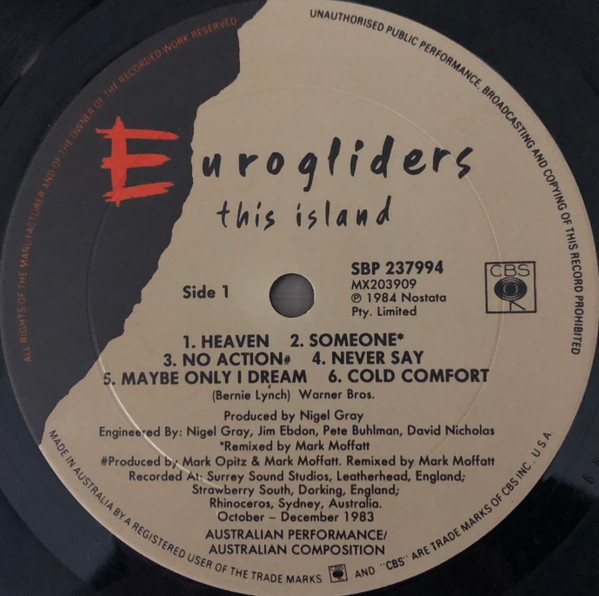 ALL RIGHTS OF THE MANUFACTURER AND OF THE OWNER OF THE RECORDED WORK RESERVED
UNAUTHORISED PUBLIC PERFORMANCE, BROADCASTING AND COPYING OF THIS RECORD PROHIBITED
Eurogliders
this island
Side 1
SBP 237994
MX203909
℗ 1984 Nostata
Pty. Limited
CBS
1. HEAVEN 2. SOMEONE*
3. NO ACTION# 4. NEVER SAY
5. MAYBE ONLY I DREAM 6. COLD COMFORT
(Bernie Lynch) Warner Bros.
Produced by Nigel Gray
Engineered By: Nigel Gray, Jim Ebdon, Pete Buhlman, David Nicholas
*Remixed by Mark Moffatt
#Produced by Mark Opitz & Mark Moffatt. Remixed by Mark Moffatt
Recorded At: Surrey Sound Studios, Leatherhead, England;
Strawberry South, Dorking, England;
Rhinoceros, Sydney, Australia.
October – December 1983
AUSTRALIAN PERFORMANCE/
AUSTRALIAN COMPOSITION
MADE IN AUSTRALIA BY A REGISTERED USER OF THE TRADE MARKS AND "CBS" ARE TRADE MARKS OF CBS INC. U.S.A